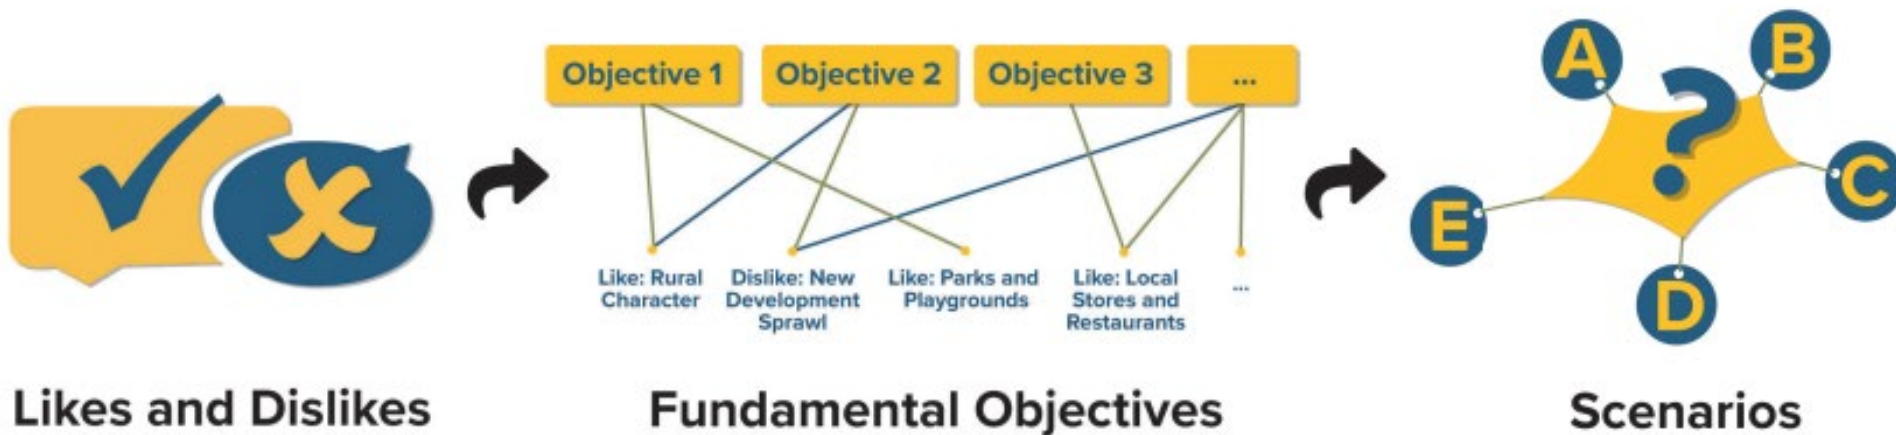 Objective 1
Objective 2
Objective 3
...
Like: Rural
Character
Dislike: New
Development
Sprawl
Like: Parks and
Playgrounds
Like: Local
Stores and
Restaurants
...
A
B
?
C
E
D
Likes and Dislikes
Fundamental Objectives
Scenarios